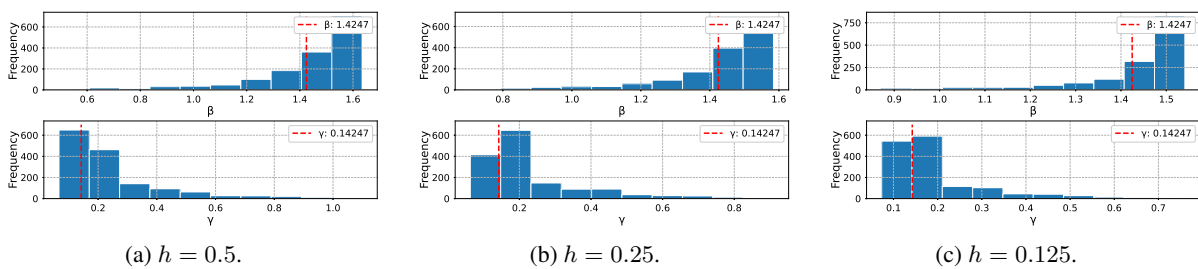 Frequency
600
400
200
0
0.6 0.8 1.0 1.2 1.4 1.6
β
β: 1.4247
Frequency
600
400
200
0
0.2 0.4 0.6 0.8 1.0
γ
γ: 0.14247
(a) h = 0.5.
Frequency
600
400
200
0
0.8 1.0 1.2 1.4 1.6
β
β: 1.4247
Frequency
600
400
200
0
0.2 0.4 0.6 0.8
γ
γ: 0.14247
(b) h = 0.25.
Frequency
750
500
250
0
0.9 1.0 1.1 1.2 1.3 1.4 1.5
β
β: 1.4247
Frequency
600
400
200
0
0.1 0.2 0.3 0.4 0.5 0.6 0.7
γ
γ: 0.14247
(c) h = 0.125.